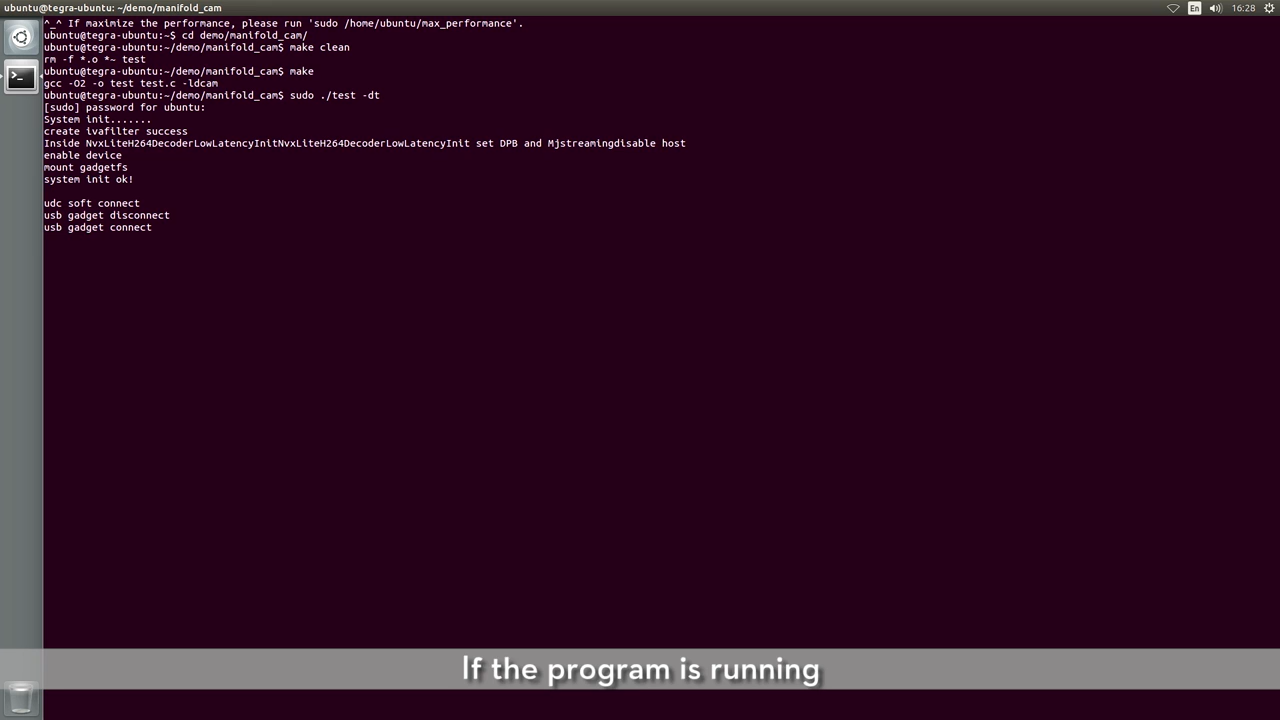 ubuntu@tegra-ubuntu: ~/demo/manifold_cam
En
16:28
^_^ If maximize the performance, please run 'sudo /home/ubuntu/max_performance'.
ubuntu@tegra-ubuntu:~$ cd demo/manifold_cam/
ubuntu@tegra-ubuntu:~/demo/manifold_cam$ make clean
rm -f *.o *~ test
ubuntu@tegra-ubuntu:~/demo/manifold_cam$ make
gcc -O2 -o test test.c -ldcam
ubuntu@tegra-ubuntu:~/demo/manifold_cam$ sudo ./test -dt
[sudo] password for ubuntu:
System init.......
create ivafilter success
Inside NvxLiteH264DecoderLowLatencyInitNvxLiteH264DecoderLowLatencyInit set DPB and Mjstreamingdisable host
enable device
mount gadgetfs
system init ok!
udc soft connect
usb gadget disconnect
usb gadget connect
If the program is running